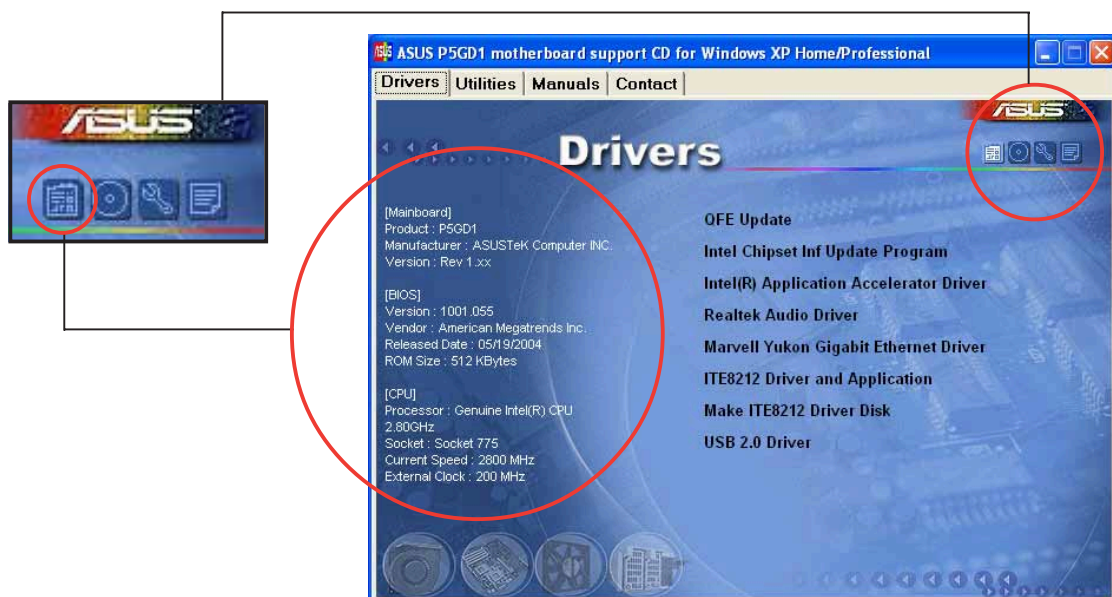 ASUS P5GD1 motherboard support CD for Windows XP Home/Professional
Drivers Utilities Manuals Contact
/SUS
/SUS
Drivers
[Mainboard]
Product : P5GD1
Manufacturer : ASUSTeK Computer INC.
Version : Rev 1.xx
[BIOS]
Version : 1001.055
Vendor : American Megatrends Inc.
Released Date : 05/19/2004
ROM Size : 512 KBytes
[CPU]
Processor : Genuine Intel(R) CPU
2.80GHz
Socket : Socket 775
Current Speed : 2800 MHz
External Clock : 200 MHz
QFE Update
Intel Chipset Inf Update Program
Intel(R) Application Accelerator Driver
Realtek Audio Driver
Marvell Yukon Gigabit Ethernet Driver
ITE8212 Driver and Application
Make ITE8212 Driver Disk
USB 2.0 Driver